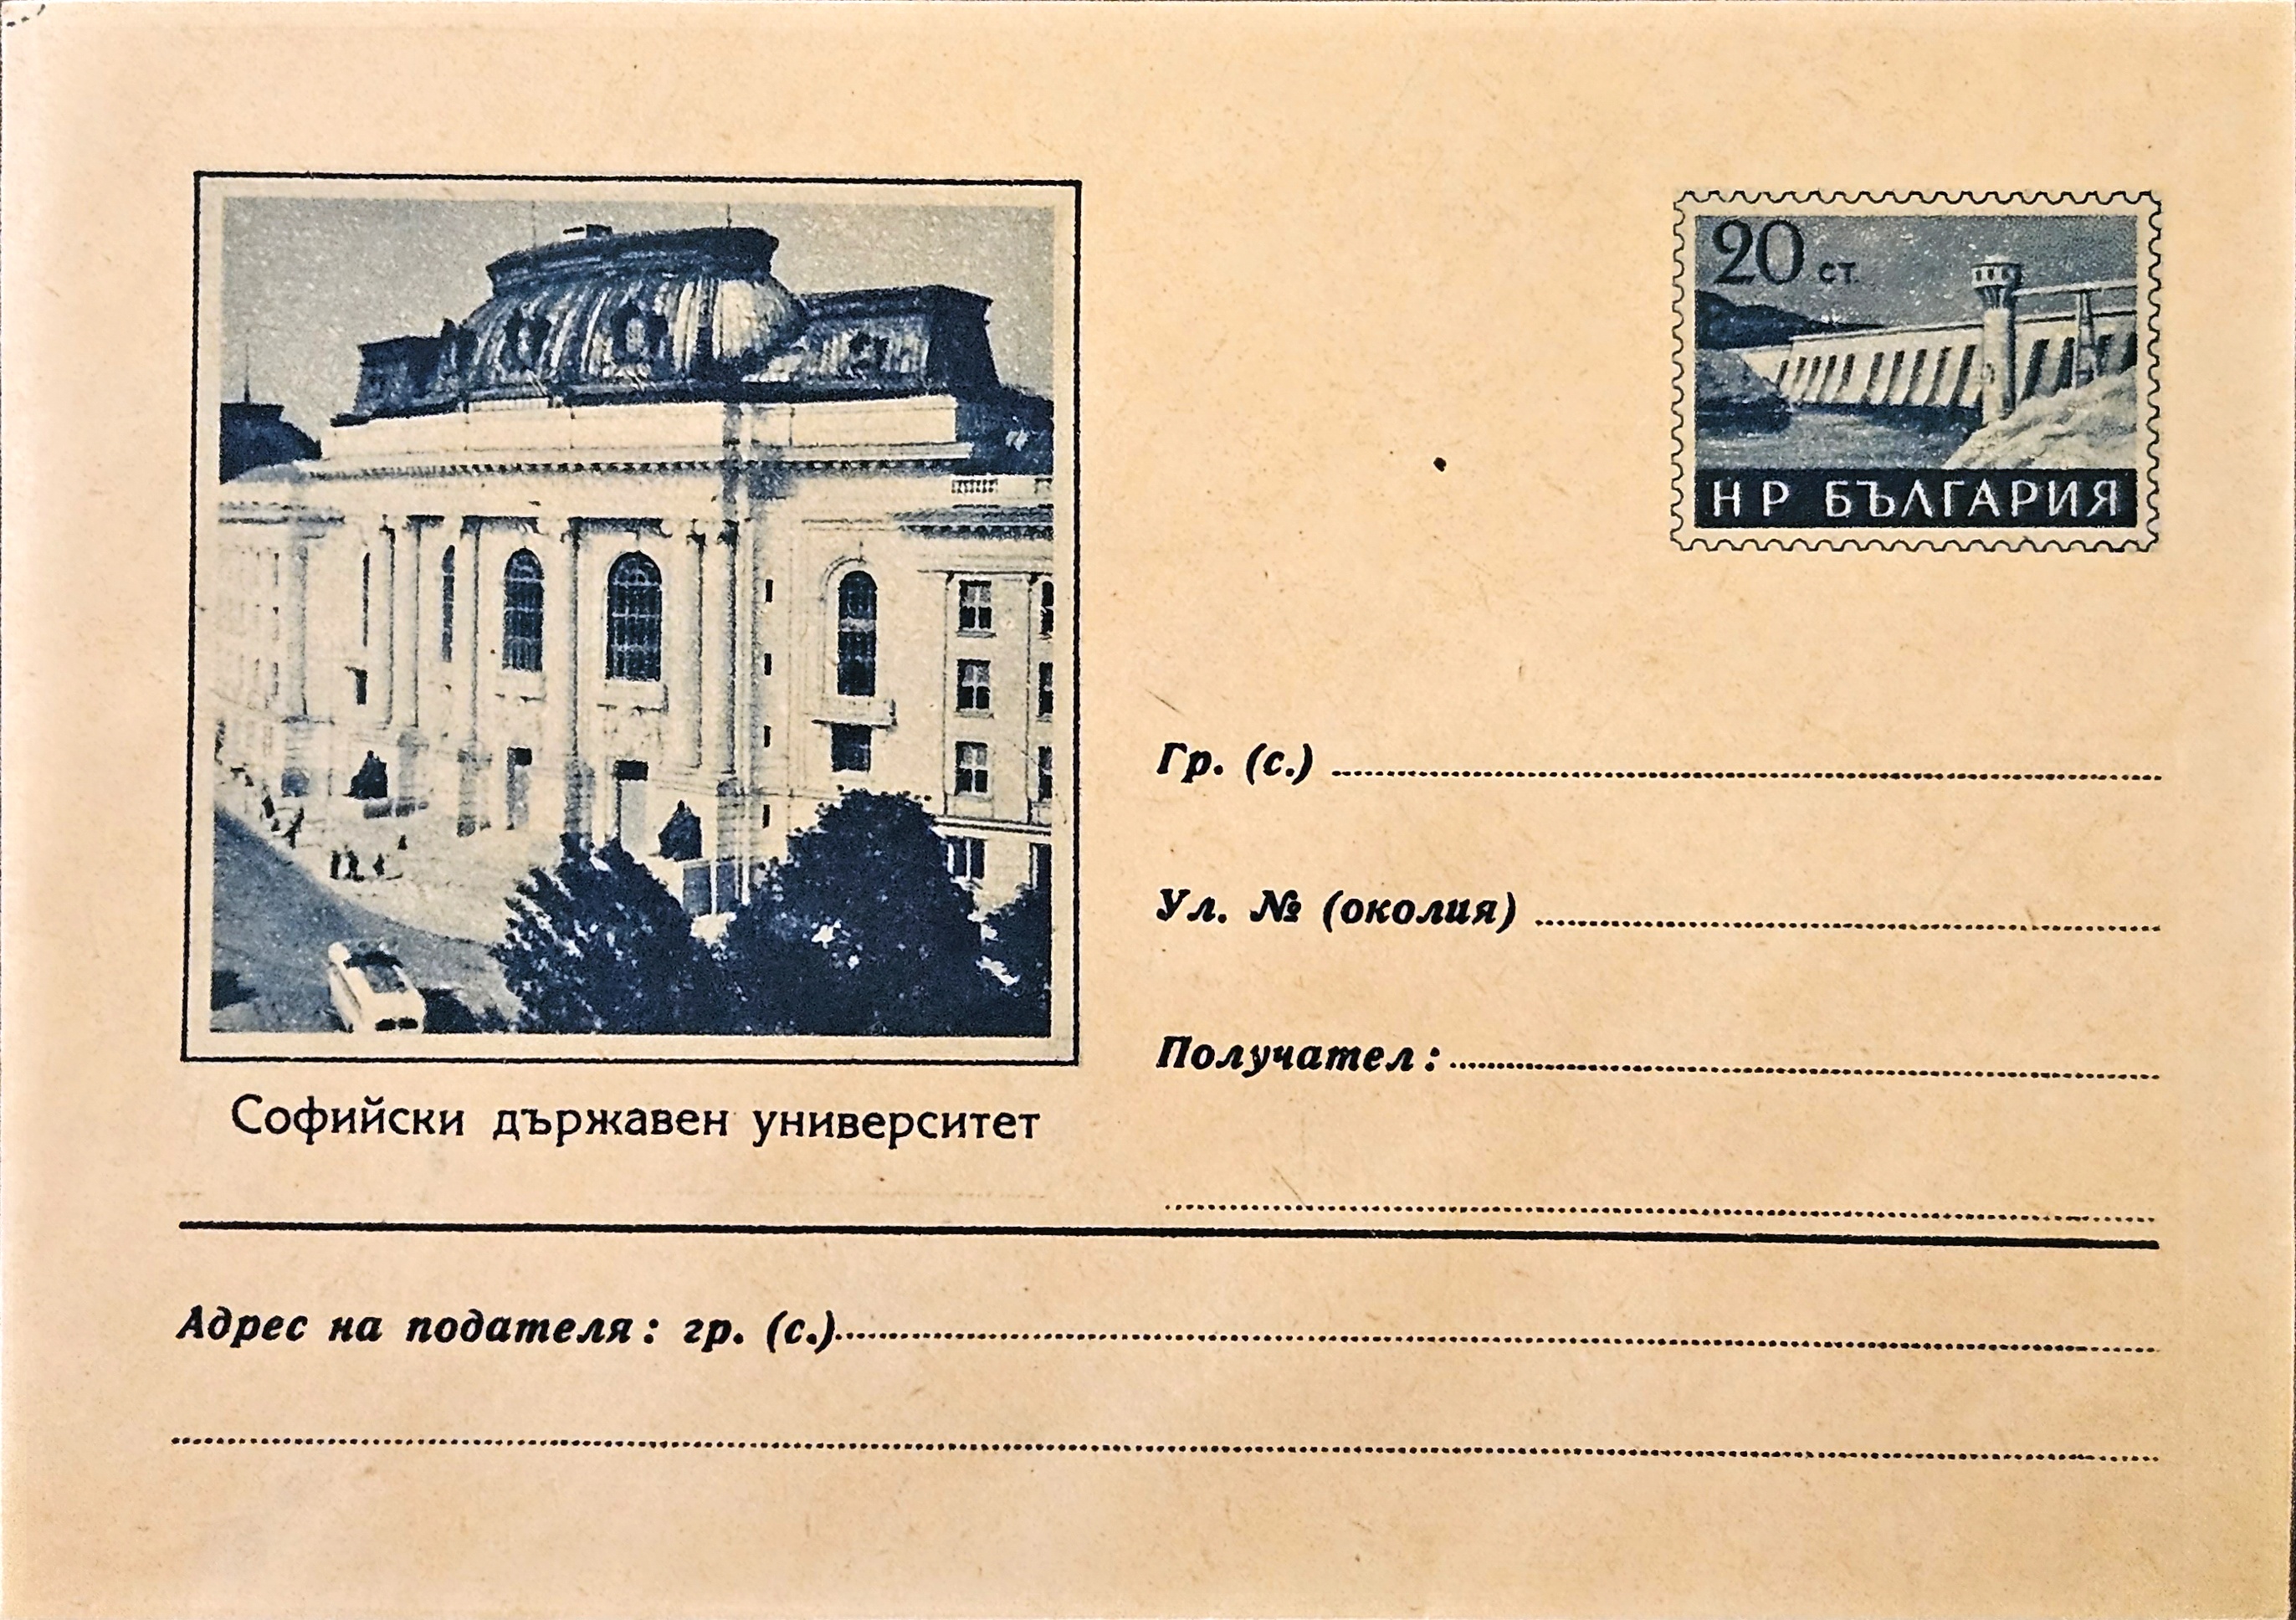 20 ст.
НР БЪЛГАРИЯ
Гр. (с.)
Ул. № (околия)
Получател:
Софийски държавен университет
Адрес на подателя: гр. (с.)